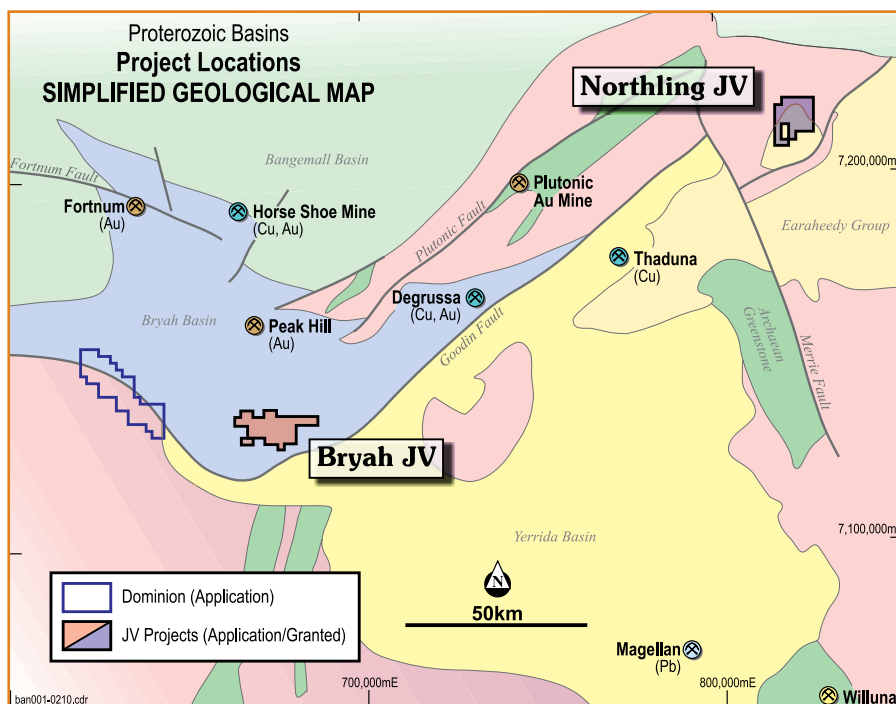 Proterozoic Basins
Project Locations
SIMPLIFIED GEOLOGICAL MAP
Northling JV
7,200,000m
Bangemall Basin
Fortnum Fault
Fortnum
(Au)
Horse Shoe Mine
(Cu, Au)
Plutonic
Au Mine
Plutonic Fault
Earaheedy Group
Thaduna
(Cu)
Degrussa
(Cu, Au)
Bryah Basin
Peak Hill
(Au)
Goodin Fault
Archaean
Greenstone
Merrie Fault
Bryah JV
Yerrida Basin
7,100,000m
N
50km
Dominion (Application)
JV Projects (Application/Granted)
Magellan
(Pb)
700,000mE
800,000mE
Willuna
ban001-0210.cdr